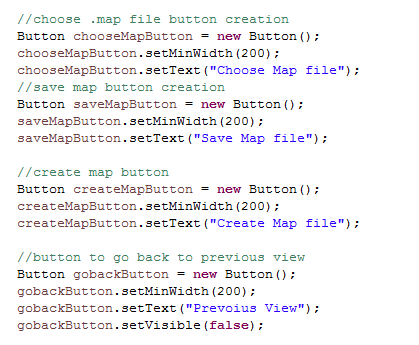 //choose .map file button creation
Button chooseMapButton = new Button();
chooseMapButton.setMinWidth(200);
chooseMapButton.setText("Choose Map file");
//save map button creation
Button saveMapButton = new Button();
saveMapButton.setMinWidth(200);
saveMapButton.setText("Save Map file");
//create map button
Button createMapButton = new Button();
createMapButton.setMinWidth(200);
createMapButton.setText("Create Map file");
//button to go back to previous view
Button gobackButton = new Button();
gobackButton.setMinWidth(200);
gobackButton.setText("Prevoius View");
gobackButton.setVisible(false);